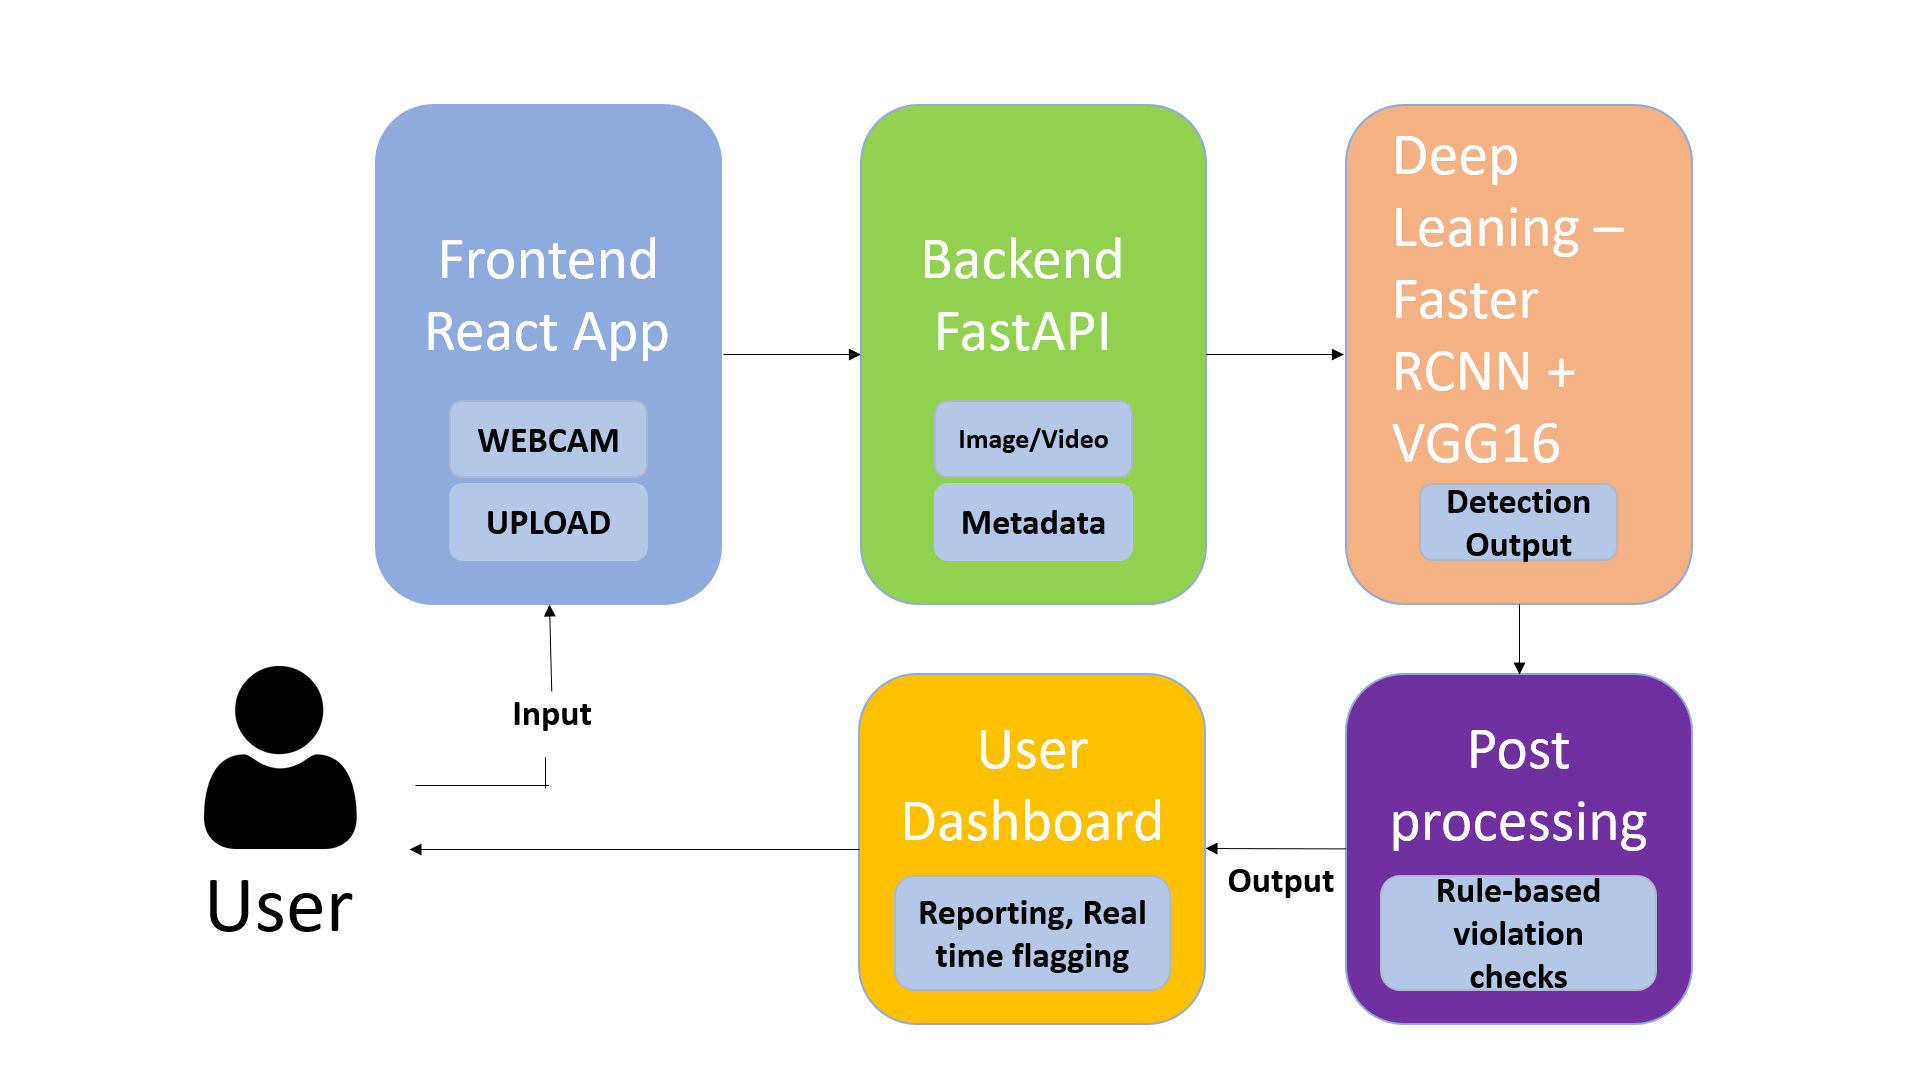 Frontend
React App
WEBCAM
UPLOAD
Backend
FastAPI
Image/Video
Metadata
Deep
Leaning –
Faster
RCNN +
VGG16
Detection
Output
Input
User
User
Dashboard
Reporting, Real
time flagging
Output
Post
processing
Rule-based
violation
checks